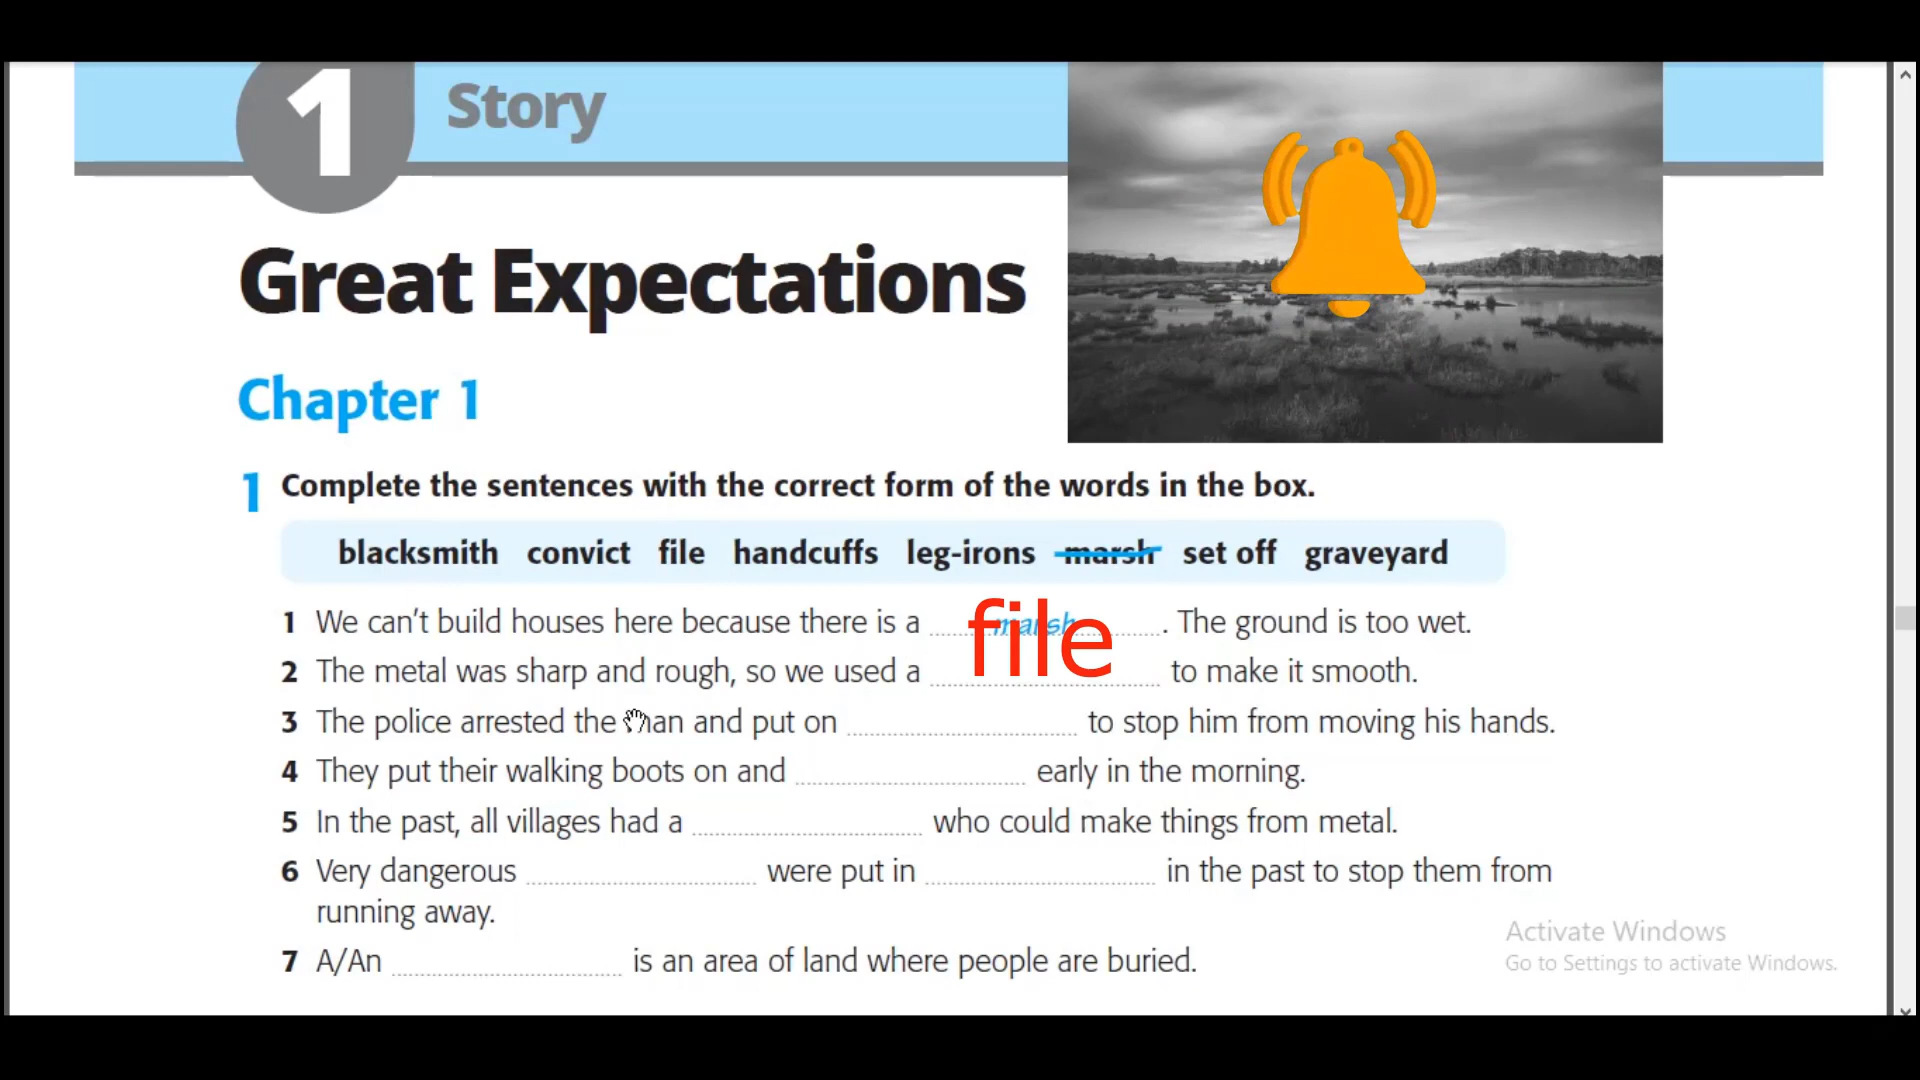 1 Story
Great Expectations
Chapter 1
1 Complete the sentences with the correct form of the words in the box.
blacksmith convict file handcuffs leg-irons marsh set off graveyard
1 We can't build houses here because there is a marsh. The ground is too wet.
2 The metal was sharp and rough, so we used a file to make it smooth.
3 The police arrested the man and put on ........ to stop him from moving his hands.
4 They put their walking boots on and ........ early in the morning.
5 In the past, all villages had a ........ who could make things from metal.
6 Very dangerous ........ were put in ........ in the past to stop them from
running away.
7 A/An ........ is an area of land where people are buried.
Activate Windows
Go to Settings to activate Windows.